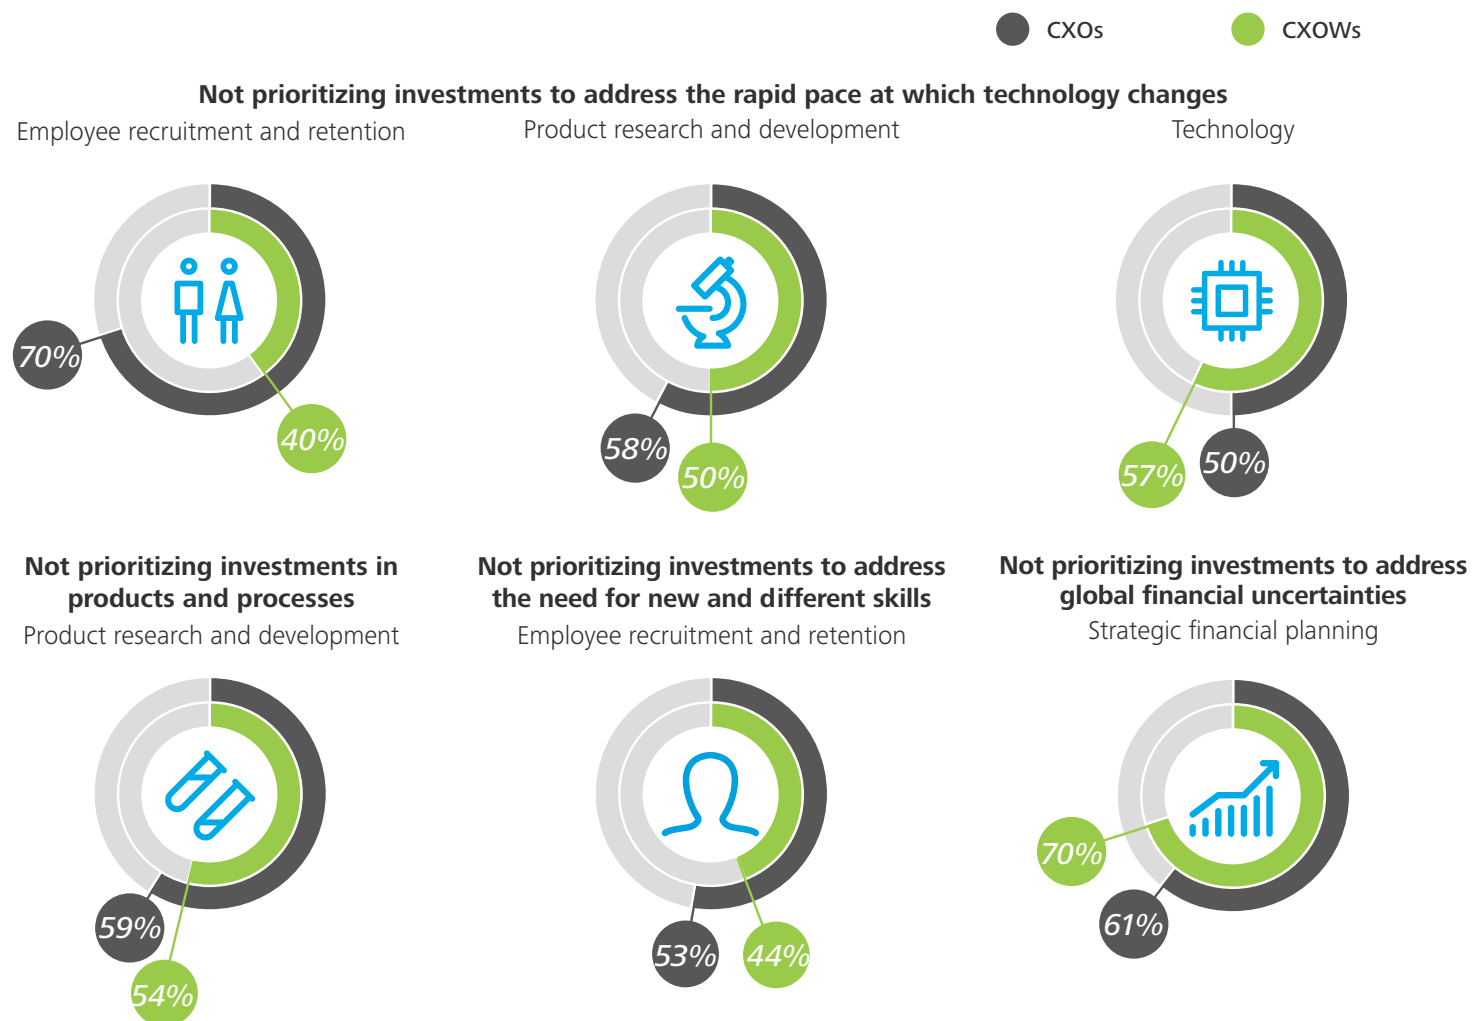 CXOs
CXOWs
Not prioritizing investments to address the rapid pace at which technology changes
Employee recruitment and retention
Product research and development
Technology
70%
40%
58%
50%
57%
50%
Not prioritizing investments in
products and processes
Product research and development
Not prioritizing investments to address
the need for new and different skills
Employee recruitment and retention
Not prioritizing investments to address
global financial uncertainties
Strategic financial planning
59%
54%
53%
44%
70%
61%